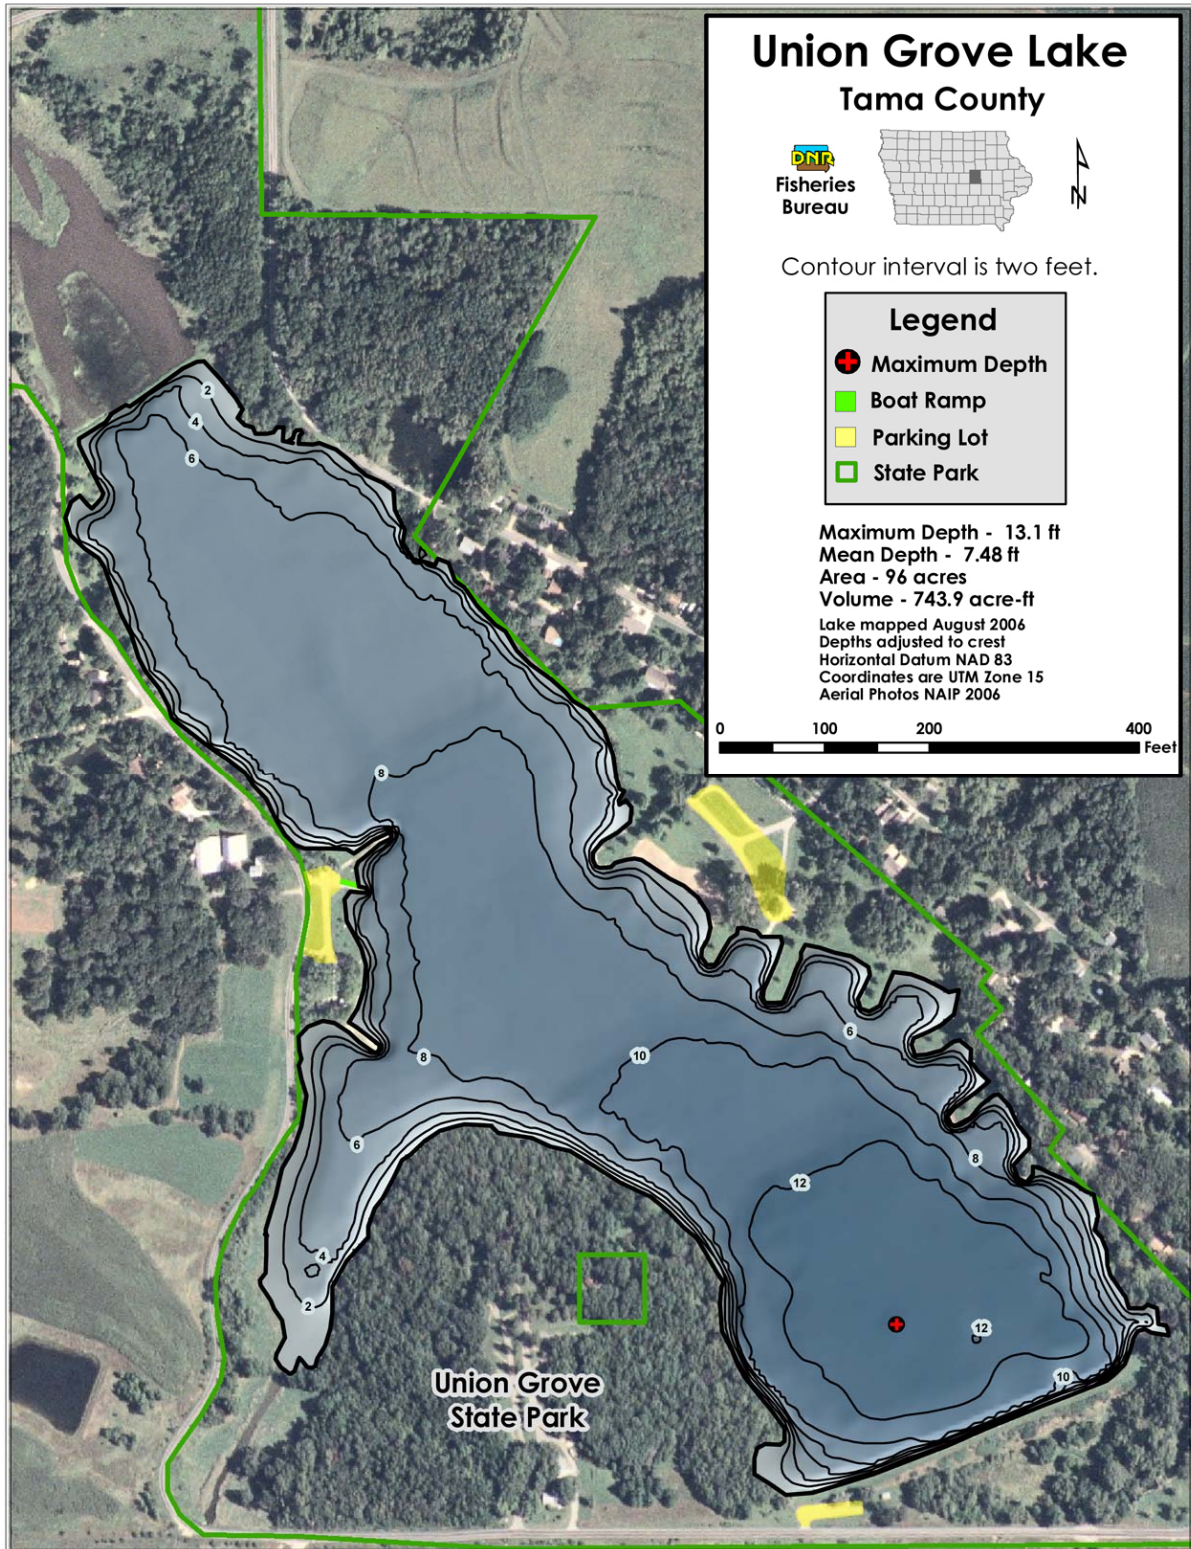 Union Grove Lake
Tama County
DNR
Fisheries
Bureau
N
Contour interval is two feet.
Legend
Maximum Depth
Boat Ramp
Parking Lot
State Park
Maximum Depth - 13.1 ft
Mean Depth - 7.48 ft
Area - 96 acres
Volume - 743.9 acre-ft
Lake mapped August 2006
Depths adjusted to crest
Horizontal Datum NAD 83
Coordinates are UTM Zone 15
Aerial Photos NAIP 2006
0 100 200 400
Feet
2
4
6
8
6
10
8
6
8
12
4
2
12
10
Union Grove
State Park